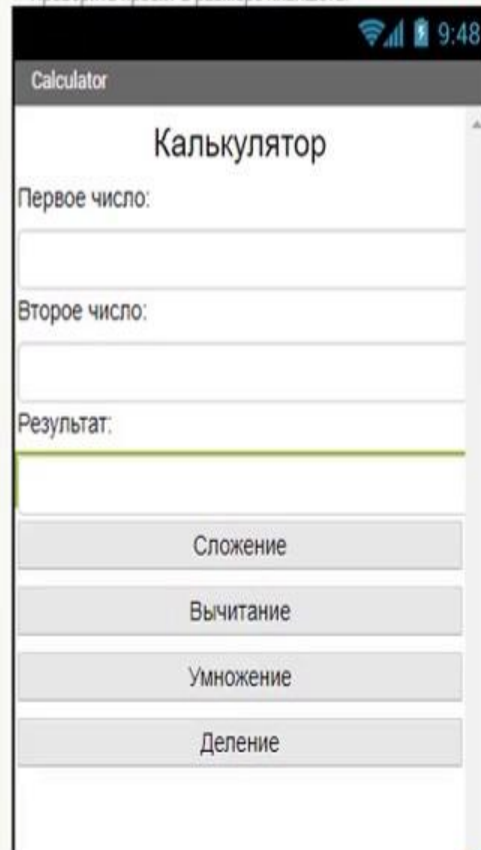 9:48
Calculator
Калькулятор
Первое число:
Второе число:
Результат:
Сложение
Вычитание
Умножение
Деление